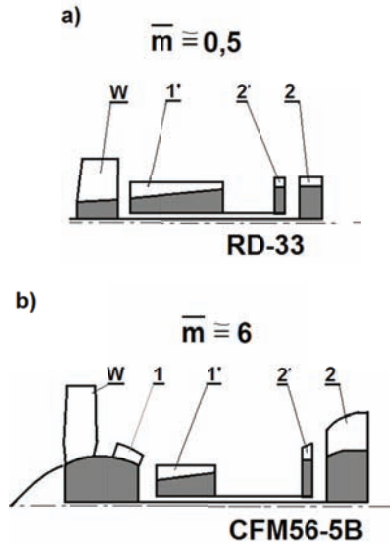 a)
m̅ ≅ 0,5
W 1' 2' 2
RD-33
b)
m̅ ≅ 6
W 1 1' 2' 2
CFM56-5B